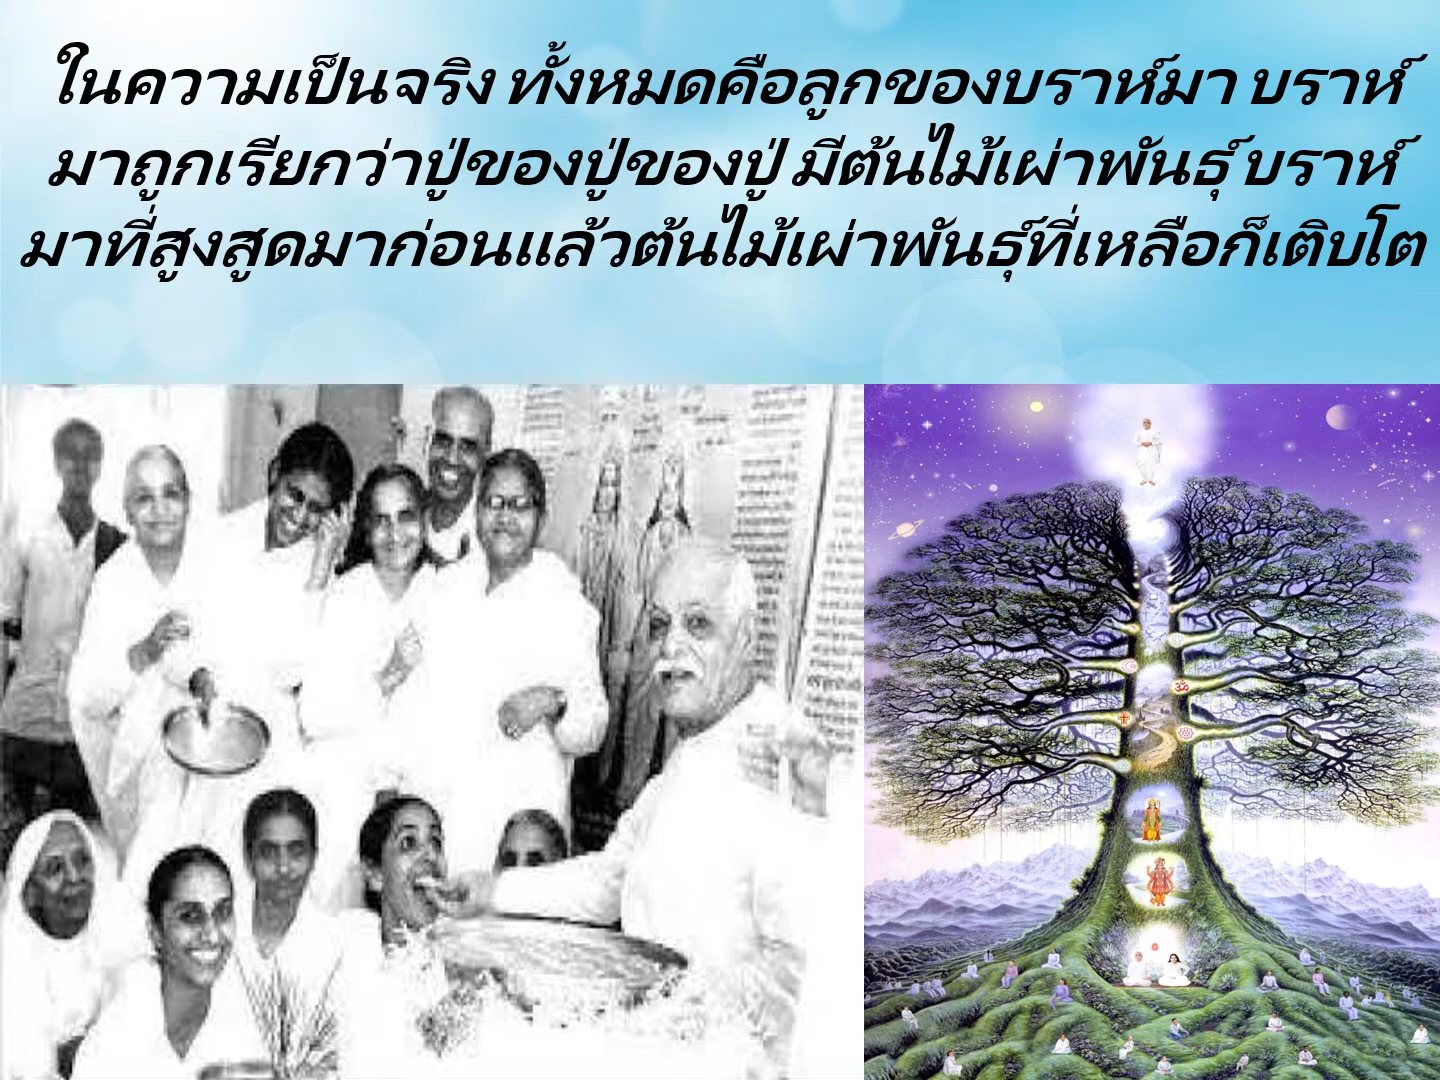 ในความเป็นจริง ทั้งหมดคือลูกของบราห์มา บราห์
มาถูกเรียกว่าปู่ของปู่ของปู่ มีต้นไม้เผ่าพันธุ์ บราห์
มาที่สูงสูดมาก่อนแล้วต้นไม้เผ่าพันธุ์ที่เหลือก็เติบโต